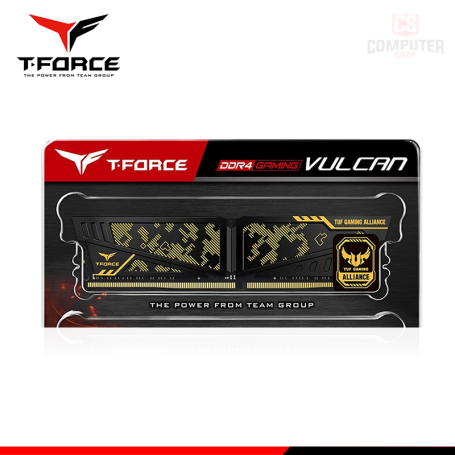 T-FORCE
THE POWER FROM TEAM GROUP
CS
COMPUTER
SHOP
T-FORCE
DDR4 GAMING VULCAN
TUF GAMING ALLIANCE
T-FORCE
TUF GAMING
ALLIANCE
THE POWER FROM TEAM GROUP